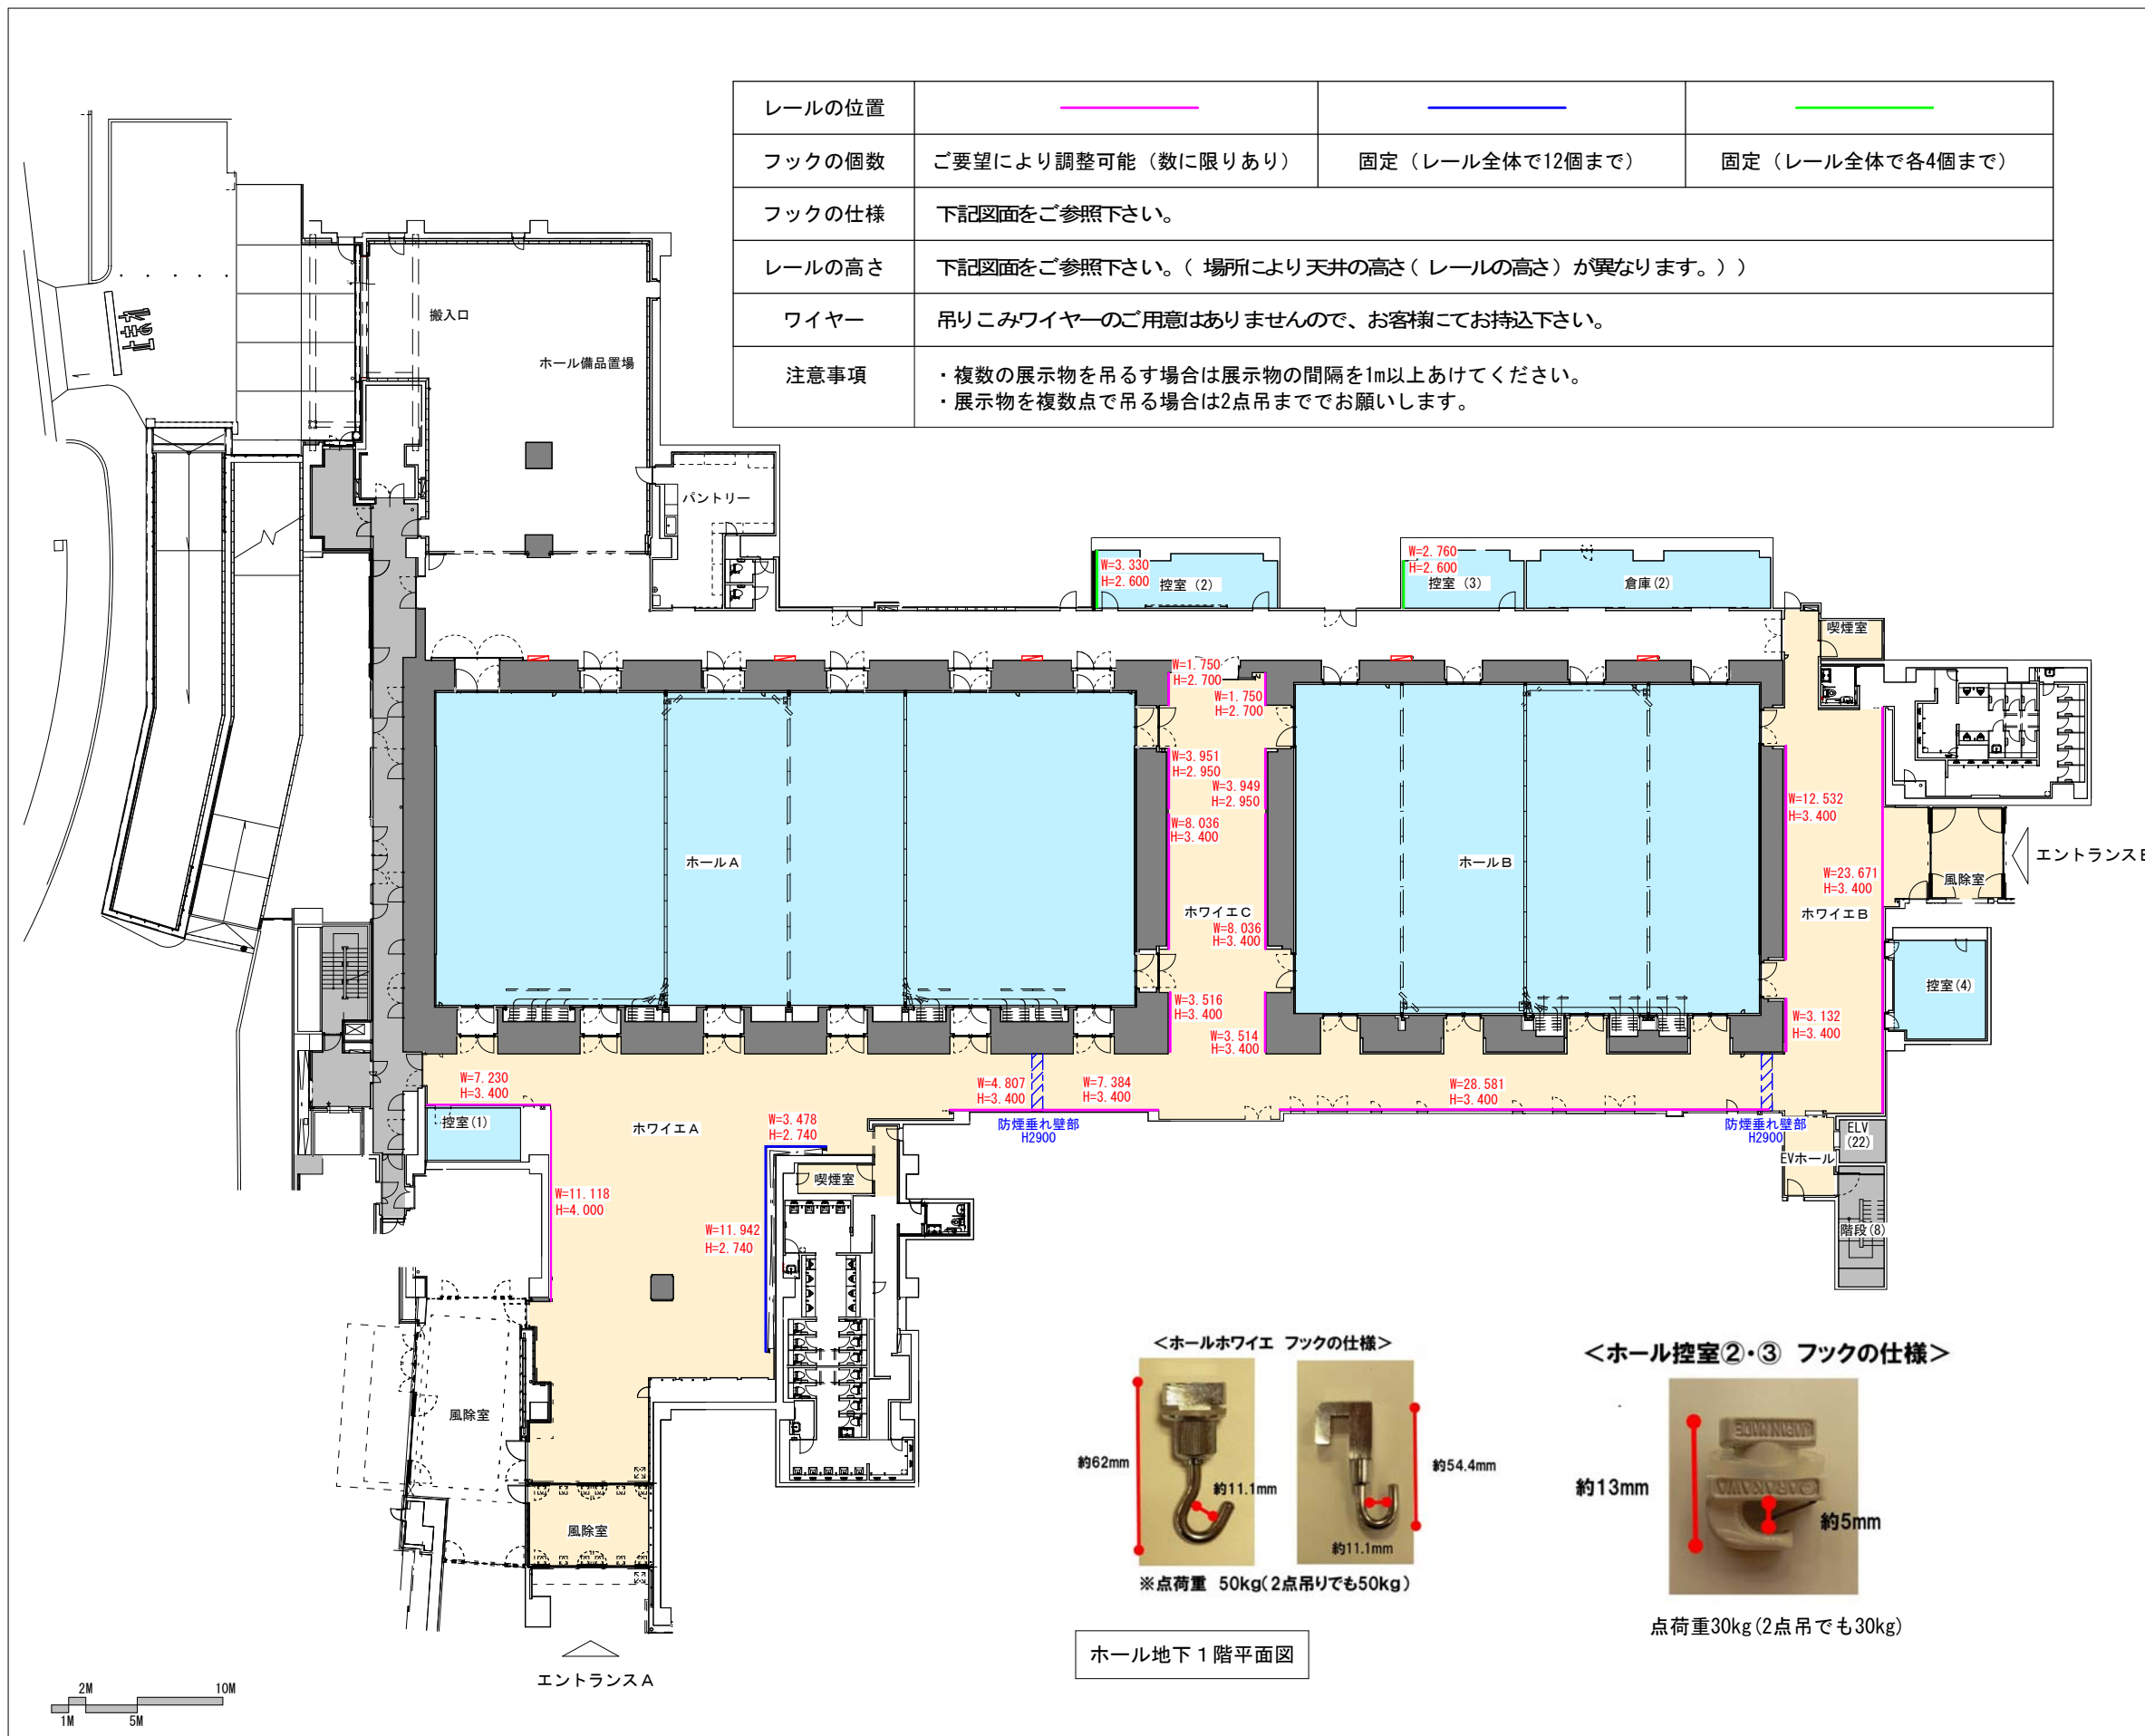 レールの位置
フックの個数 ご要望により調整可能（数に限りあり） 固定（レール全体で12個まで） 固定（レール全体で各4個まで）
フックの仕様 下記図面をご参照下さい。
レールの高さ 下記図面をご参照下さい。（場所により天井の高さ（レールの高さ）が異なります。））
ワイヤー 吊りこみワイヤーのご用意はありませんので、お客様にてお持込下さい。
注意事項 ・複数の展示物を吊るす場合は展示物の間隔を1m以上あけてください。
・展示物を複数点で吊る場合は2点吊まででお願いします。
搬入口
ホール備品置場
パントリー
W=3.330
H=2.600
控室（2）
W=2.760
H=2.600
控室（3）
倉庫(2)
喫煙室
W=1.750
H=2.700
W=1.750
H=2.700
W=3.951
H=2.950
W=3.949
H=2.950
W=8.036
H=3.400
W=12.532
H=3.400
ホールA
ホールB
エントランスB
W=23.671
H=3.400
風除室
ホワイエC
ホワイエB
W=8.036
H=3.400
控室(4)
W=3.516
H=3.400
W=3.514
H=3.400
W=3.132
H=3.400
W=7.230
H=3.400
W=4.807
H=3.400
W=7.384
H=3.400
W=28.581
H=3.400
控室(1)
ホワイエA
W=3.478
H=2.740
防煙垂れ壁部
H2900
防煙垂れ壁部
H2900
ELV
(22)
EVホール
喫煙室
W=11.118
H=4.000
W=11.942
H=2.740
階段(8)
風除室
風除室
エントランスA
＜ホールホワイエ フックの仕様＞
約62mm
約11.1mm
約54.4mm
約11.1mm
※点荷重 50kg(2点吊りでも50kg)
＜ホール控室②・③ フックの仕様＞
JAPAN MADE
ARAKAWA
約13mm
約5mm
点荷重30kg(2点吊でも30kg)
ホール地下１階平面図
2M 10M
1M 5M